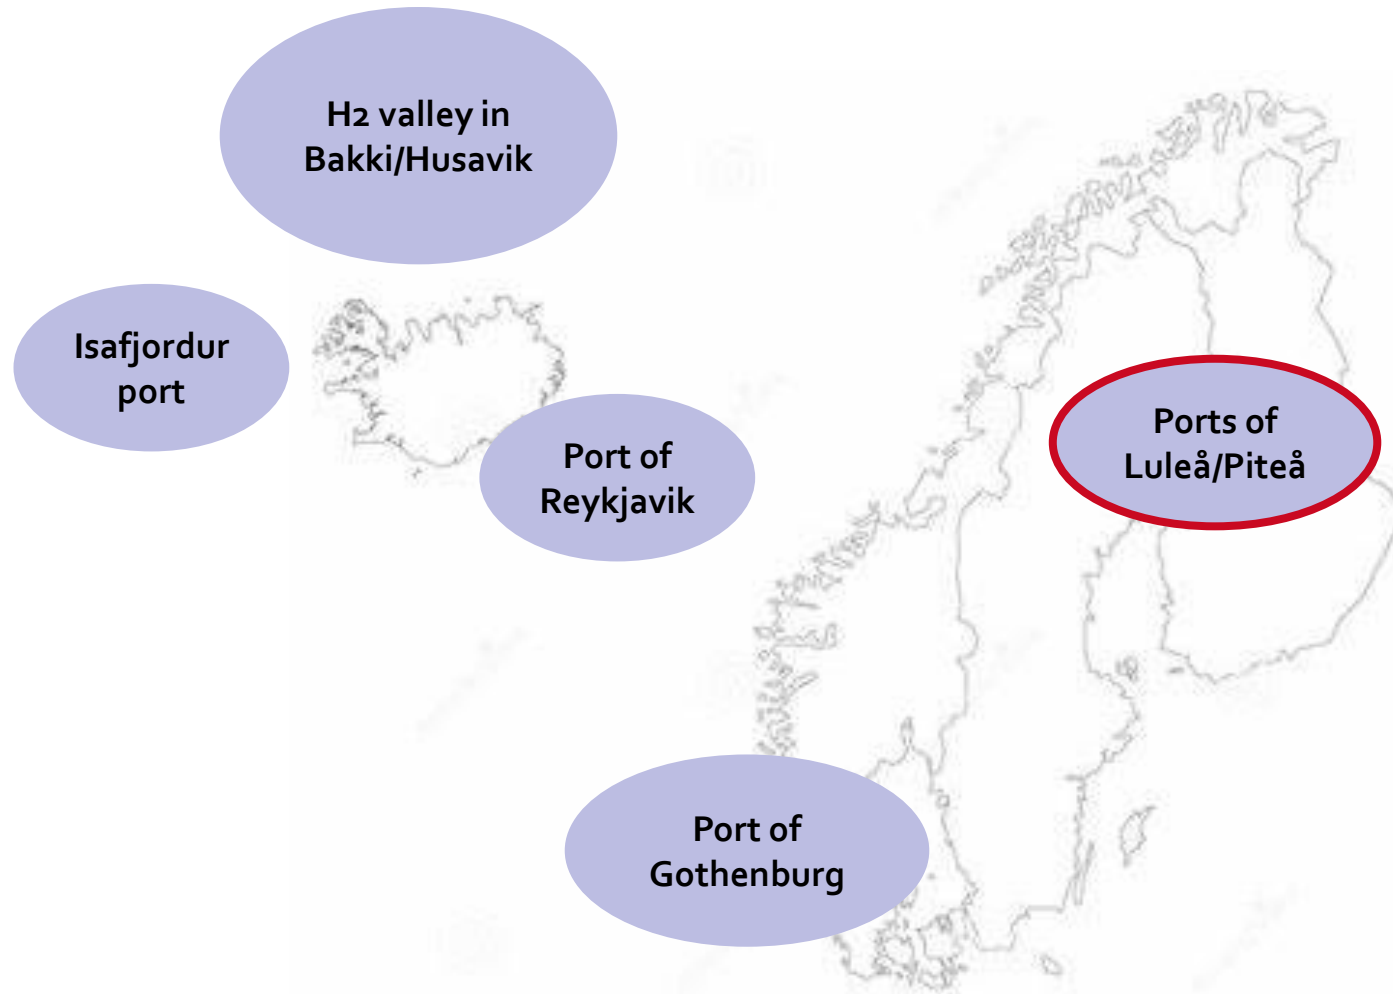 H2 valley in
Bakki/Husavik
Isafjordur
port
Port of
Reykjavik
Ports of
Luleå/Piteå
Port of
Gothenburg